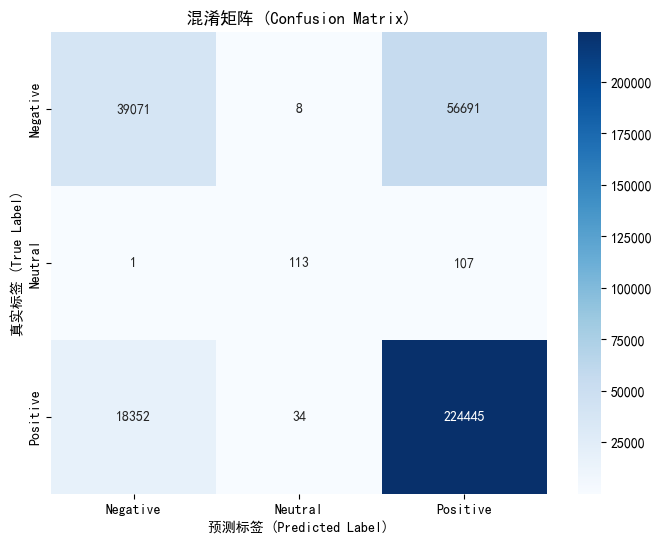 混淆矩阵 (Confusion Matrix)
真实标签 (True Label)
Negative
39071
8
56691
Neutral
1
113
107
Positive
18352
34
224445
Negative
Neutral
Positive
预测标签 (Predicted Label)
200000
175000
150000
125000
100000
75000
50000
25000